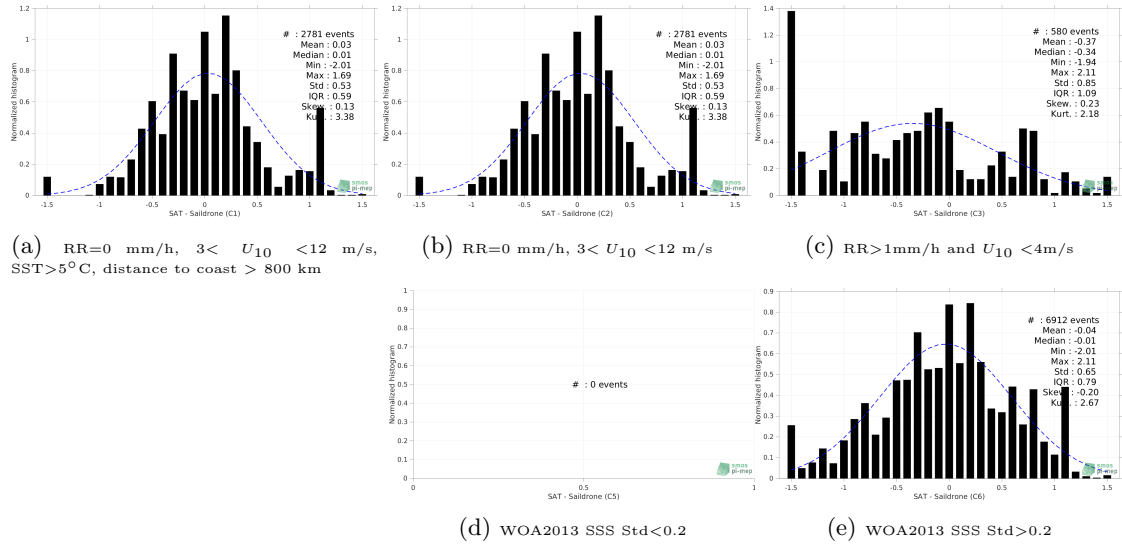 1.2
1
0.8
0.6
0.4
0.2
0
-1.5 -1 -0.5 0 0.5 1 1.5
Normalized histogram
SAT - Saildrone (C1)
# : 2781 events
Mean : 0.03
Median : 0.01
Min : -2.01
Max : 1.69
Std : 0.53
IQR : 0.59
Skew. : 0.13
Kurt. : 3.38
smos
pi-mep
(a) RR=0 mm/h, 3< U10 <12 m/s,
SST>5°C, distance to coast > 800 km
1.2
1
0.8
0.6
0.4
0.2
0
-1.5 -1 -0.5 0 0.5 1 1.5
Normalized histogram
SAT - Saildrone (C2)
# : 2781 events
Mean : 0.03
Median : 0.01
Min : -2.01
Max : 1.69
Std : 0.53
IQR : 0.59
Skew. : 0.13
Kurt. : 3.38
smos
pi-mep
(b) RR=0 mm/h, 3< U10 <12 m/s
1.4
1.2
1
0.8
0.6
0.4
0.2
0
-1.5 -1 -0.5 0 0.5 1 1.5
Normalized histogram
SAT - Saildrone (C3)
# : 580 events
Mean : -0.37
Median : -0.34
Min : -1.94
Max : 2.11
Std : 0.85
IQR : 1.09
Skew. : 0.23
Kurt. : 2.18
smos
pi-mep
(c) RR>1mm/h and U10 <4m/s
1
0.9
0.8
0.7
0.6
0.5
0.4
0.3
0.2
0.1
0
0 0.5 1
Normalized histogram
SAT - Saildrone (C5)
# : 0 events
smos
pi-mep
(d) WOA2013 SSS Std<0.2
0.9
0.8
0.7
0.6
0.5
0.4
0.3
0.2
0.1
0
-1.5 -1 -0.5 0 0.5 1 1.5
Normalized histogram
SAT - Saildrone (C6)
# : 6912 events
Mean : -0.04
Median : -0.01
Min : -2.01
Max : 2.11
Std : 0.65
IQR : 0.79
Skew. : -0.20
Kurt. : 2.67
smos
pi-mep
(e) WOA2013 SSS Std>0.2